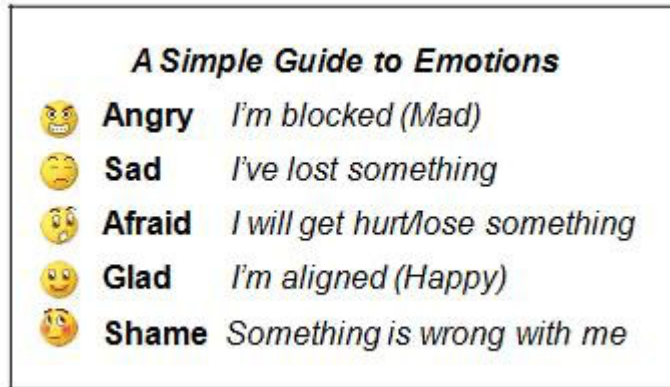 A Simple Guide to Emotions
Angry I'm blocked (Mad)
Sad I've lost something
Afraid I will get hurt/lose something
Glad I'm aligned (Happy)
Shame Something is wrong with me